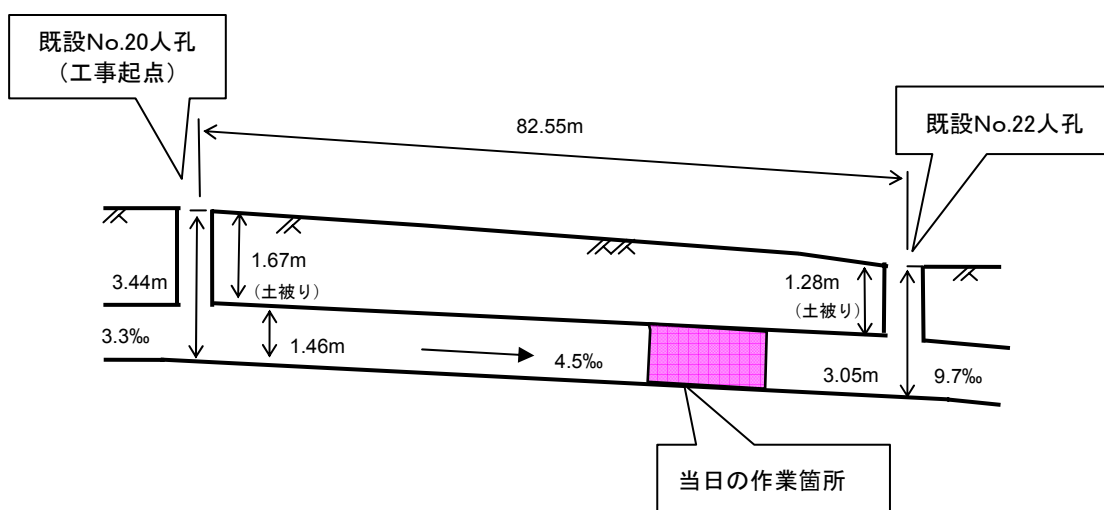 既設No.20人孔
（工事起点）
82.55m
既設No.22人孔
3.44m
1.67m
（土被り）
1.28m
（土被り）
3.3‰
1.46m
4.5‰
3.05m
9.7‰
当日の作業箇所